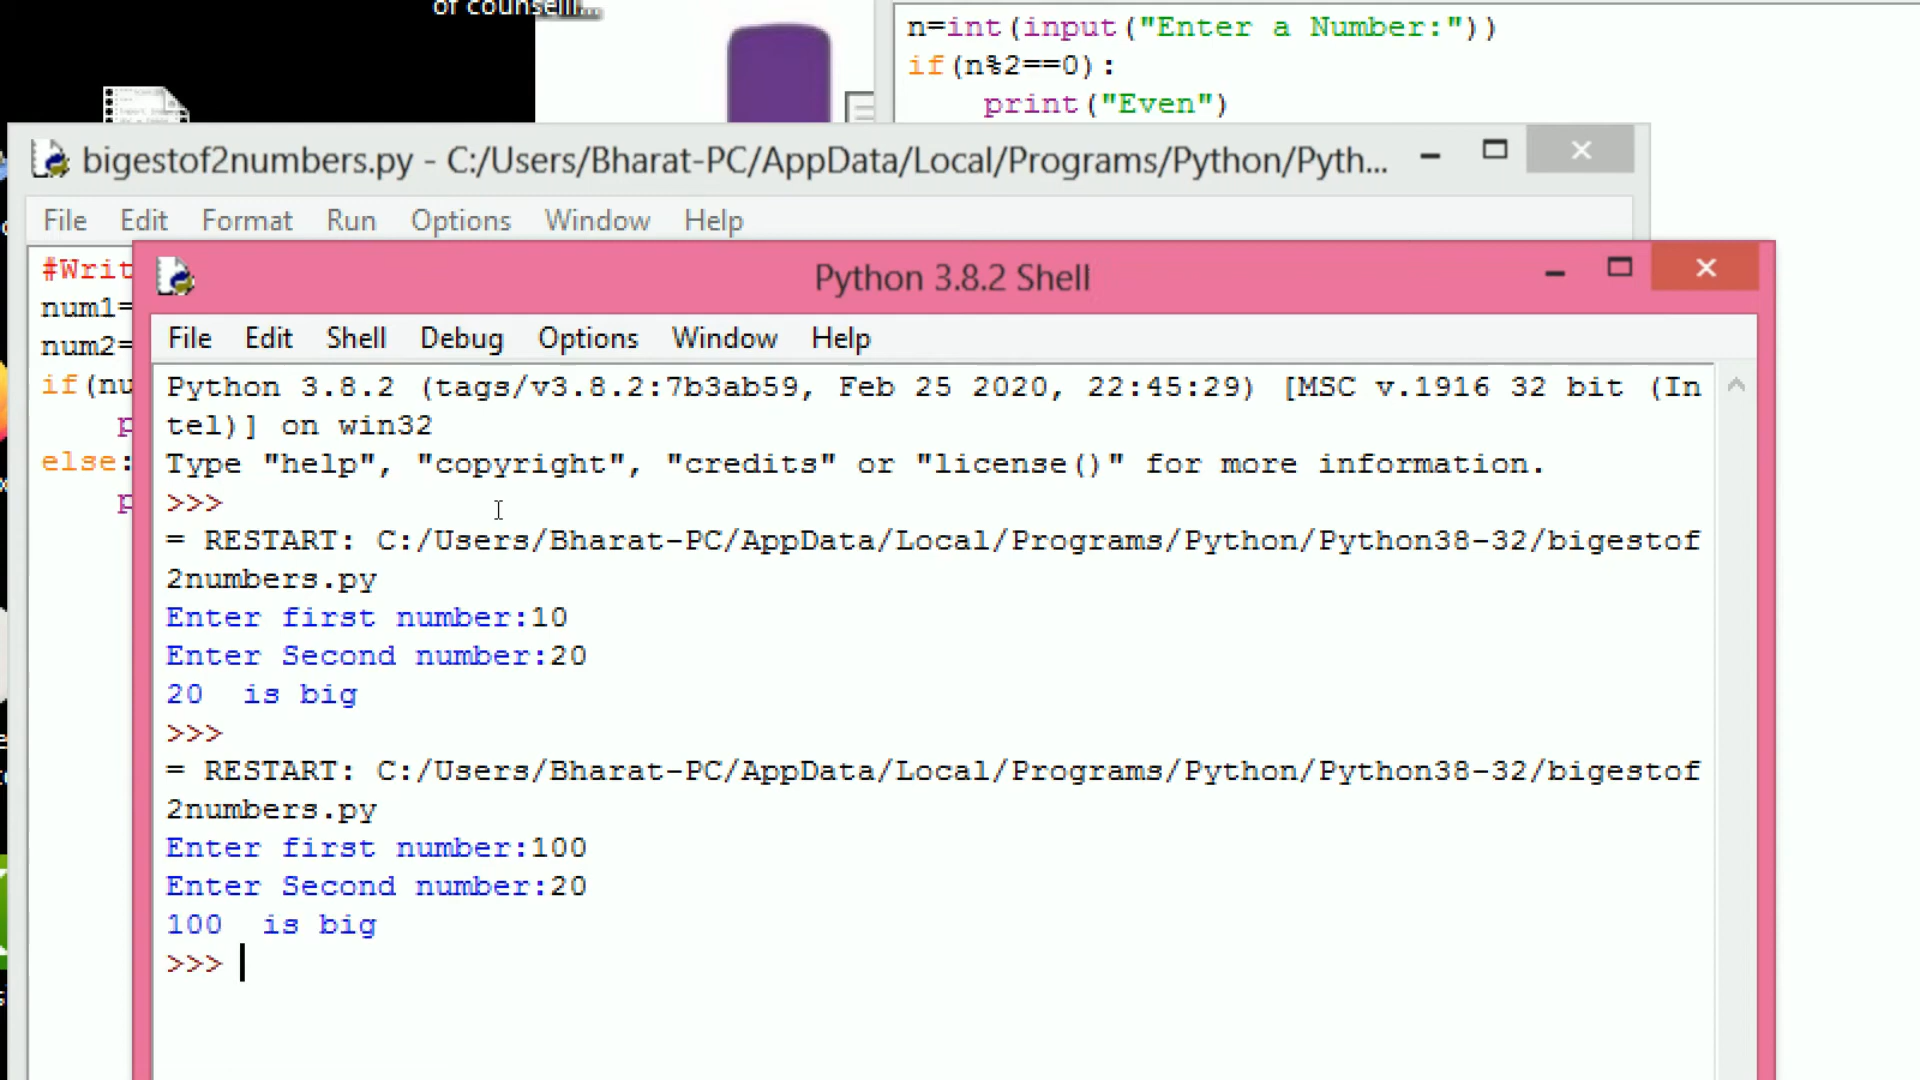 of counselli...
n=int(input("Enter a Number:"))
if(n%2==0):
print("Even")
bigestof2numbers.py - C:/Users/Bharat-PC/AppData/Local/Programs/Python/Pyth...
File Edit Format Run Options Window Help
#Writ
num1=
num2=
if(nu
p
else:
p
Python 3.8.2 Shell
File Edit Shell Debug Options Window Help
Python 3.8.2 (tags/v3.8.2:7b3ab59, Feb 25 2020, 22:45:29) [MSC v.1916 32 bit (In
tel)] on win32
Type "help", "copyright", "credits" or "license()" for more information.
>>>
= RESTART: C:/Users/Bharat-PC/AppData/Local/Programs/Python/Python38-32/bigestof
2numbers.py
Enter first number:10
Enter Second number:20
20  is big
>>>
= RESTART: C:/Users/Bharat-PC/AppData/Local/Programs/Python/Python38-32/bigestof
2numbers.py
Enter first number:100
Enter Second number:20
100  is big
>>>